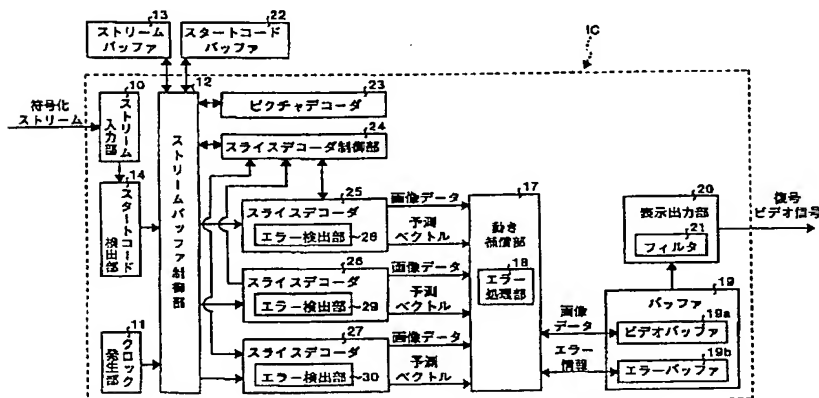 13
ストリーム
バッファ
22
スタートコード
バッファ
IC
符号化
ストリーム
10
ストリーム
入力部
14
スタートコード
検出部
11
クロック
発生部
12
ストリームバッファ制御部
23
ピクチャデコーダ
24
スライスデコーダ制御部
25
スライスデコーダ
エラー検出部
28
画像データ
予測
ベクトル
26
スライスデコーダ
エラー検出部
29
画像データ
予測
ベクトル
27
スライスデコーダ
エラー検出部
30
画像データ
予測
ベクトル
17
動き
補償部
18
エラー
処理部
画像
データ
エラー
情報
20
表示出力部
21
フィルタ
復号
ビデオ信号
19
バッファ
19a
ビデオバッファ
19b
エラーバッファ